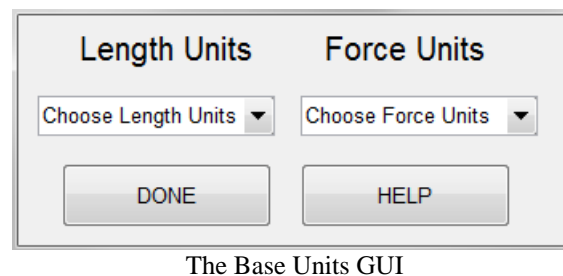 Length Units Force Units
Choose Length Units Choose Force Units
DONE HELP
The Base Units GUI